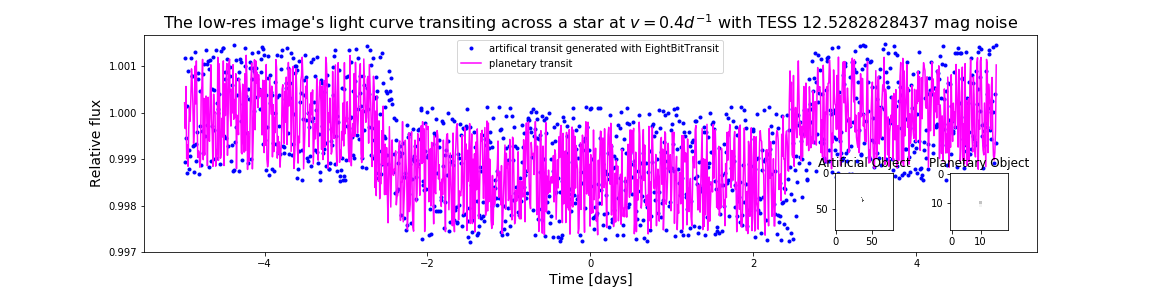 The low-res image's light curve transiting across a star at v = 0.4d⁻¹ with TESS 12.5282828437 mag noise
artifical transit generated with EightBitTransit
planetary transit
Relative flux
1.001
1.000
0.999
0.998
0.997
Artificial Object
0
50
0 50
Planetary Object
0
10
0 10
−4 −2 0 2 4
Time [days]